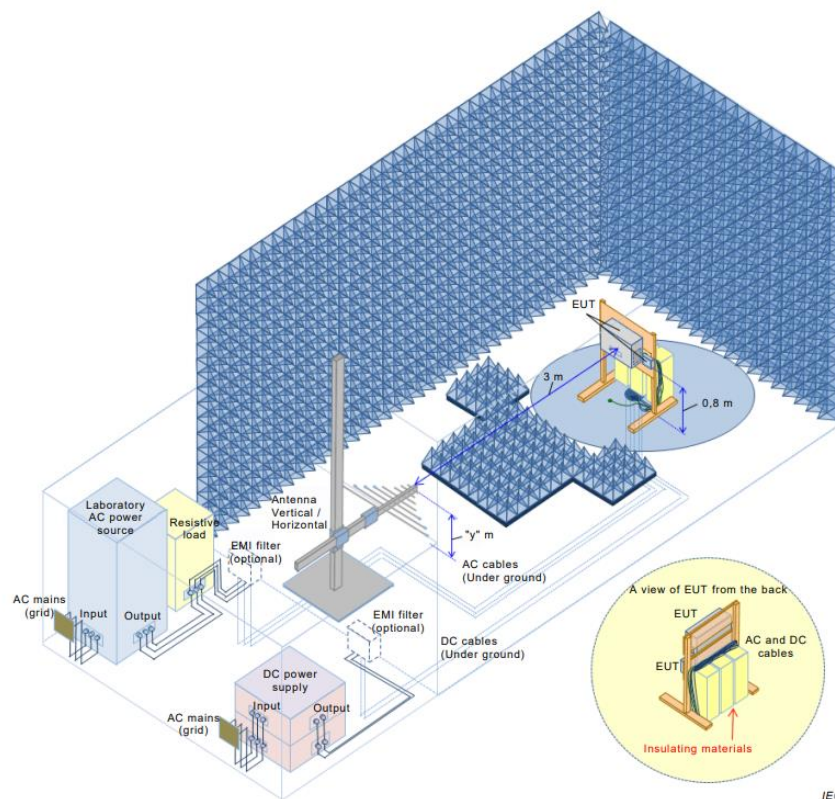 EUT
3 m
0,8 m
Laboratory
AC power
source
Resistive
load
Antenna
Vertical /
Horizontal
EMI filter
(optional)
"y" m
AC cables
(Under ground)
AC mains
(grid)
Input
Output
EMI filter
(optional)
DC cables
(Under ground)
DC power
supply
Input
Output
AC mains
(grid)
A view of EUT from the back
EUT
AC and DC
cables
EUT
Insulating materials